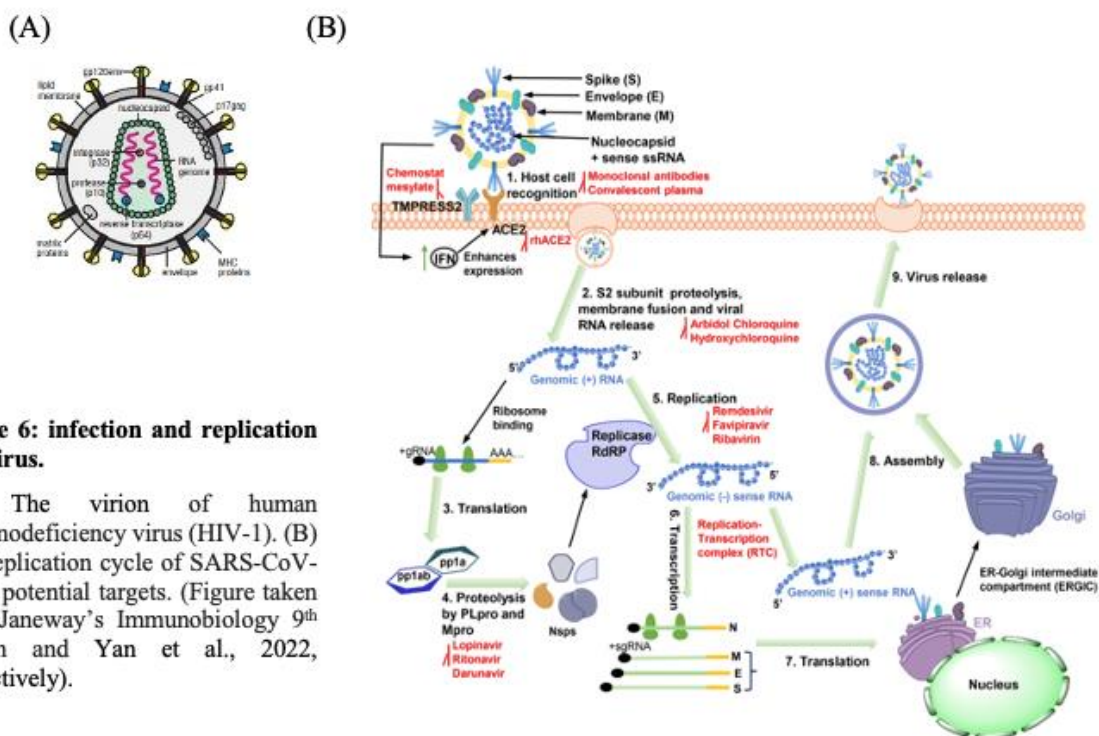 (A)
(B)
gp120env
gp41
lipid
membrane
p17gag
nucleocapsid
integrase
(p32)
RNA
genome
protease
(p10)
reverse transcriptase
(p64)
matrix
proteins
envelope
MHC
proteins
Spike (S)
Envelope (E)
Membrane (M)
Nucleocapsid
+ sense ssRNA
1. Host cell
recognition
Monoclonal antibodies
Convalescent plasma
Chemostat
mesylate
TMPRESS2
ACE2
rhACE2
IFN
Enhances
expression
2. S2 subunit proteolysis,
membrane fusion and viral
RNA release
Arbidol Chloroquine
Hydroxychloroquine
5'
3'
Genomic (+) RNA
Ribosome
binding
+gRNA
AAA...
3. Translation
pp1a
pp1ab
4. Proteolysis
by PLpro and
Mpro
Lopinavir
Ritonavir
Darunavir
Nsps
Replicase
RdRP
5. Replication
Remdesivir
Favipiravir
Ribavirin
3'
5'
Genomic (-) sense RNA
6. Transcription
Replication-
Transcription
complex (RTC)
3'
5'
Genomic (+) sense RNA
N
+sgRNA
M
E
S
7. Translation
8. Assembly
9. Virus release
Golgi
ER-Golgi intermediate
compartment (ERGIC)
ER
Nucleus
e 6: infection and replication
irus.
The virion of human
nodeficiency virus (HIV-1). (B)
eplication cycle of SARS-CoV-
potential targets. (Figure taken
Janeway's Immunobiology 9th
n and Yan et al., 2022,
ctively).